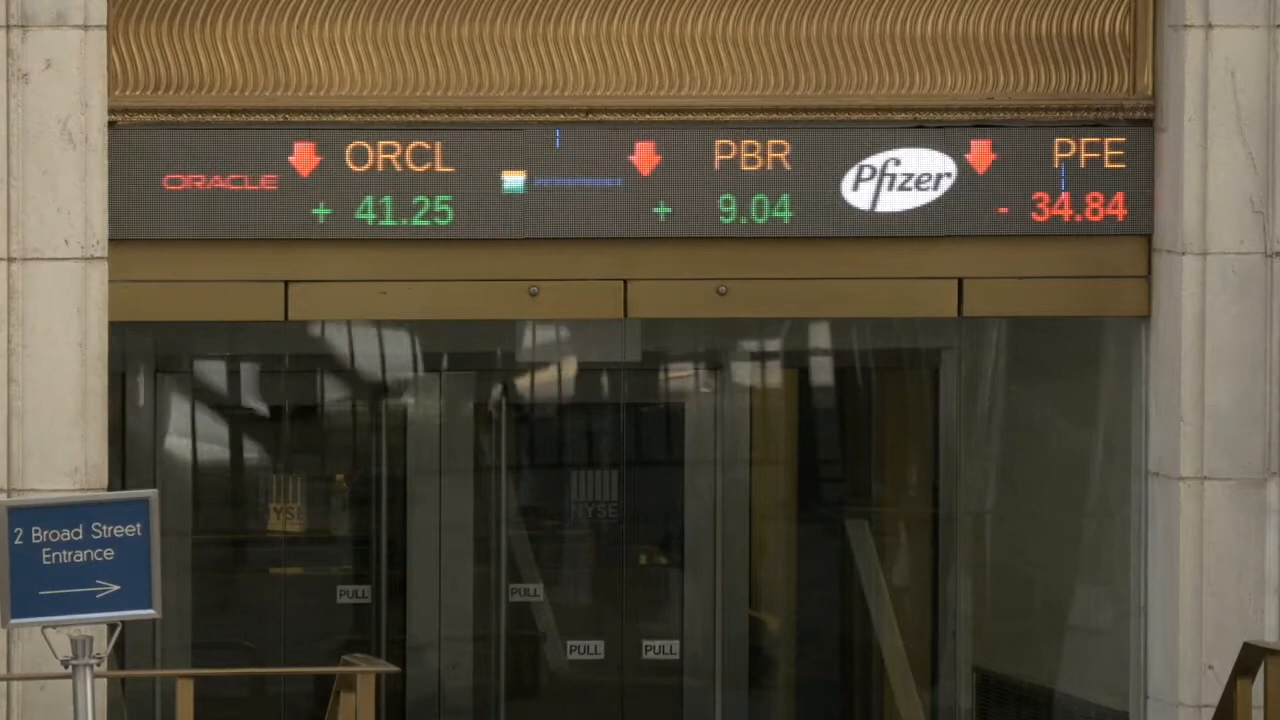 ORACLE
ORCL
+ 41.25
PBR
+ 9.04
Pfizer
PFE
- 34.84
2 Broad Street
Entrance
NYSE
NYSE
PULL
PULL
PULL
PULL